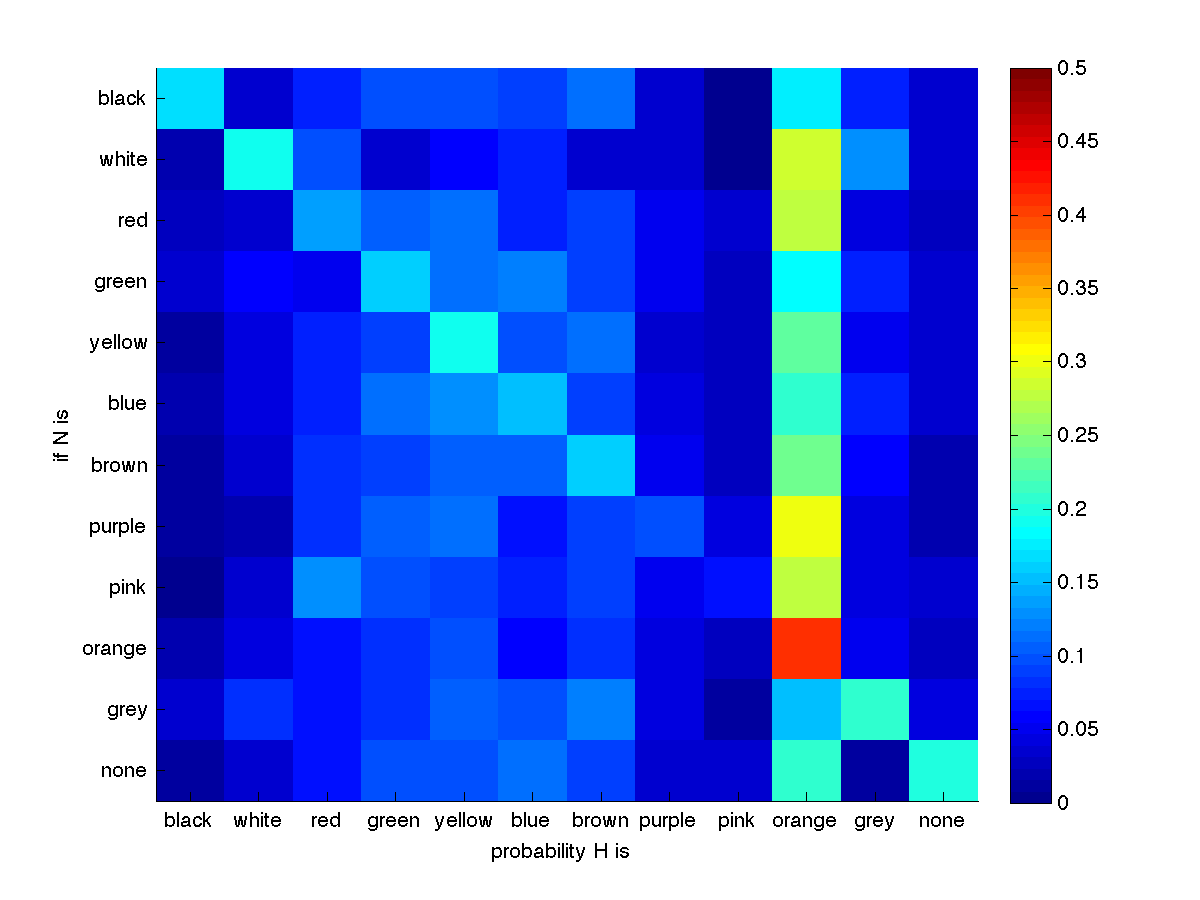 if N is
black
white
red
green
yellow
blue
brown
purple
pink
orange
grey
none
black white red green yellow blue brown purple pink orange grey none
probability H is
0.5
0.45
0.4
0.35
0.3
0.25
0.2
0.15
0.1
0.05
0